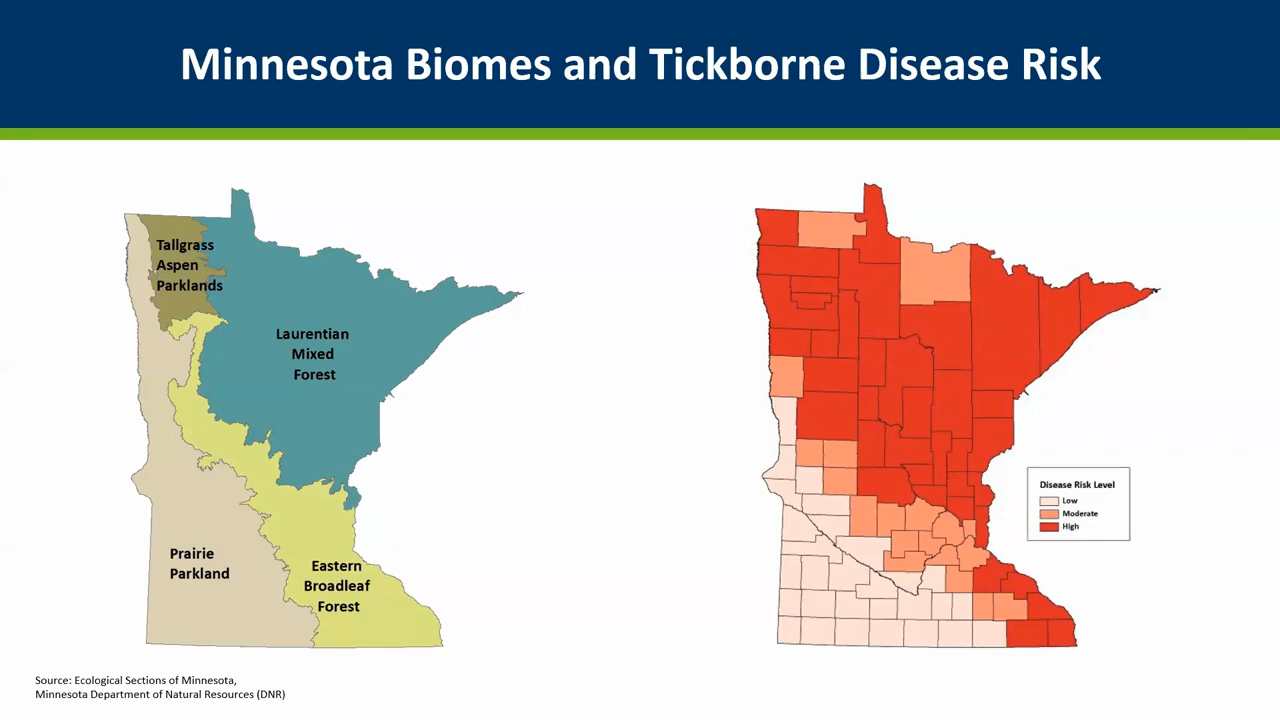 Minnesota Biomes and Tickborne Disease Risk
Tallgrass
Aspen
Parklands
Laurentian
Mixed
Forest
Prairie
Parkland
Eastern
Broadleaf
Forest
Disease Risk Level
Low
Moderate
High
Source: Ecological Sections of Minnesota,
Minnesota Department of Natural Resources (DNR)